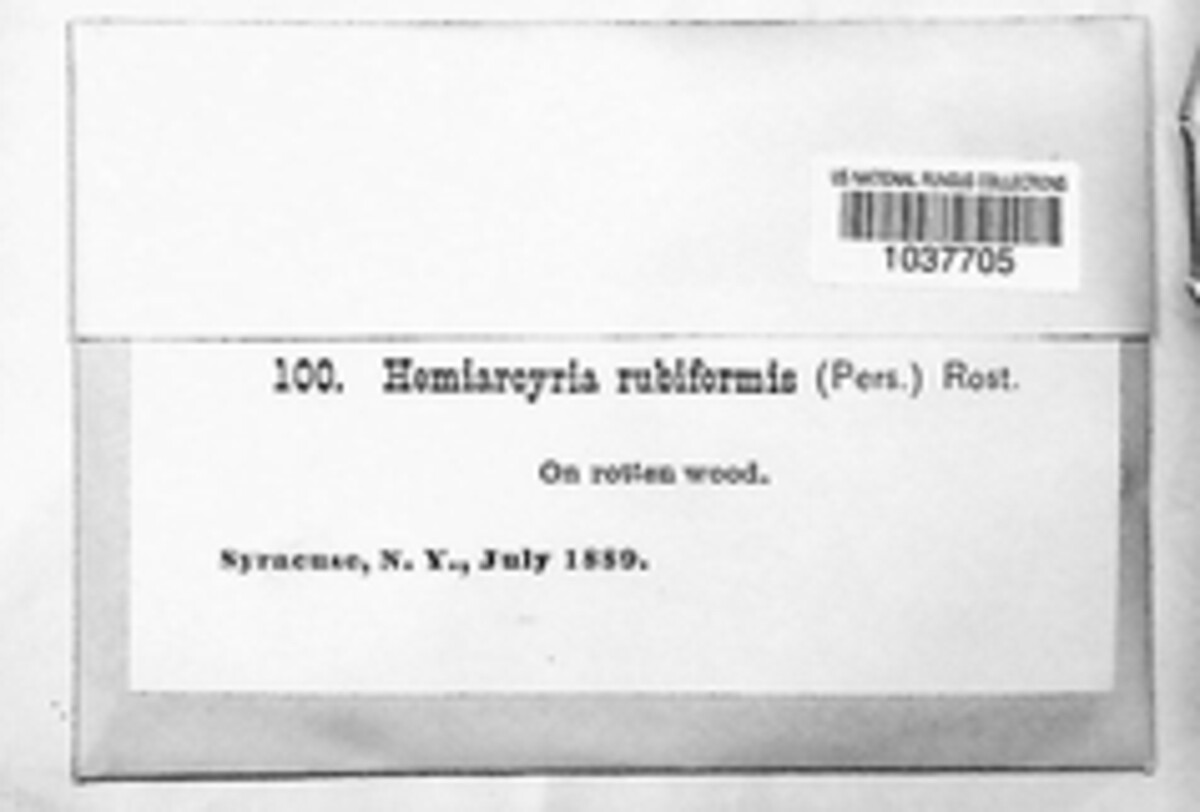 US NATIONAL FUNGUS COLLECTIONS
1037705
100. Hemiarcyria rubiformis (Pers.) Rost.
On rotten wood.
Syracuse, N. Y., July 1889.